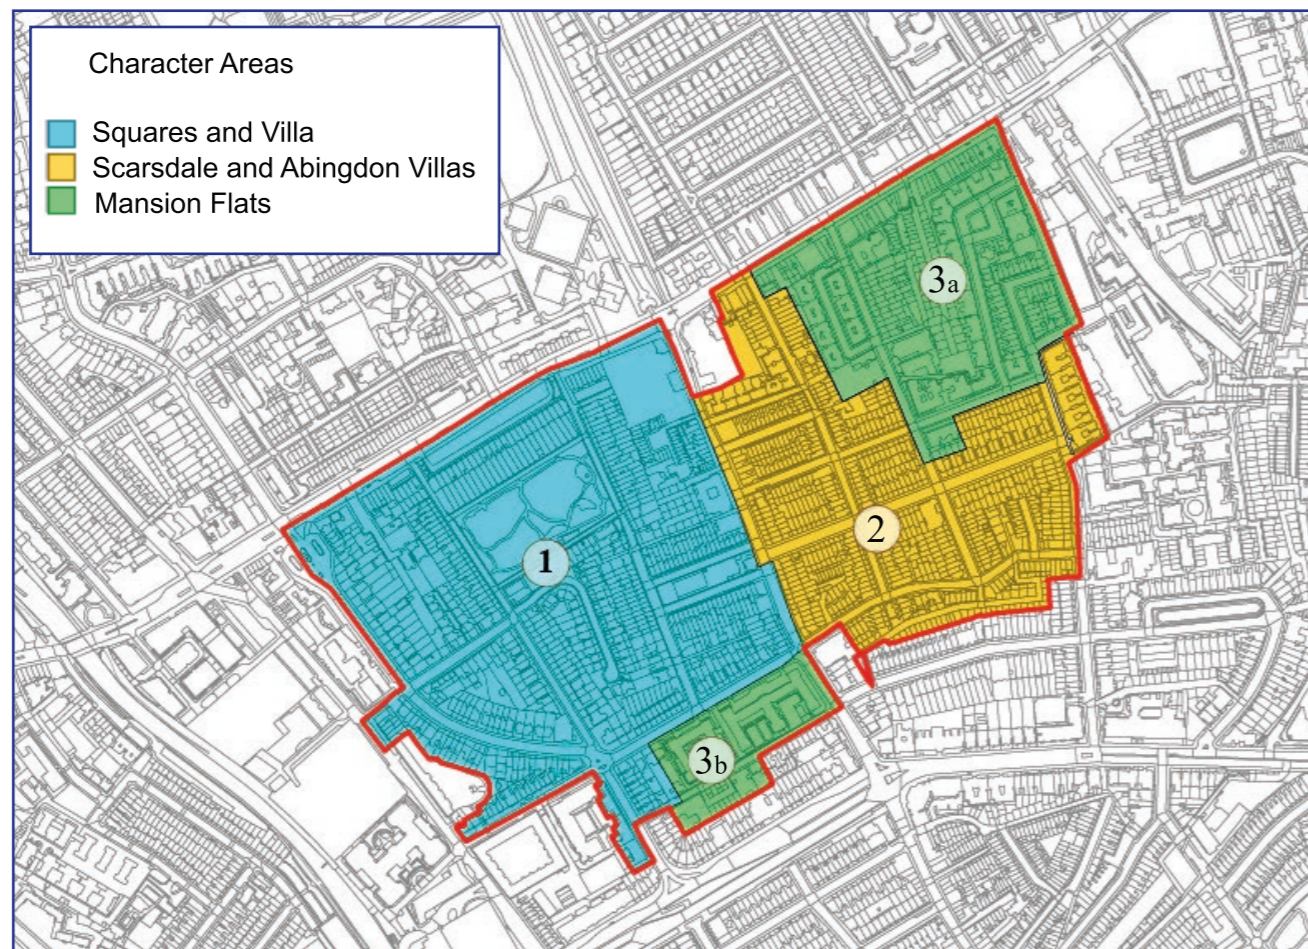 Character Areas
Squares and Villa
Scarsdale and Abingdon Villas
Mansion Flats
3a
2
1
3b